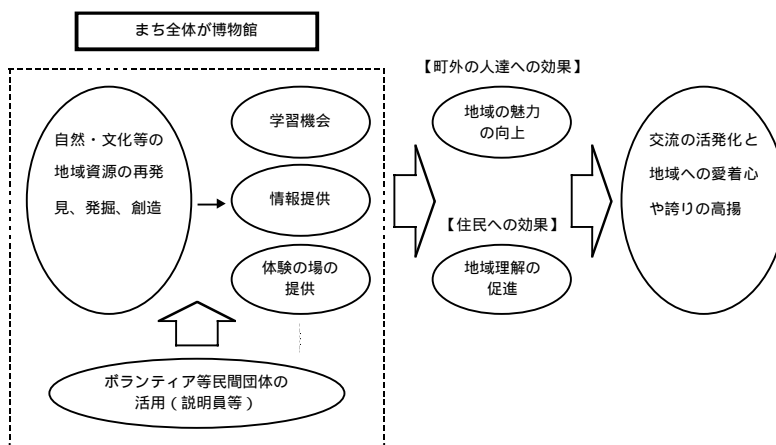 まち全体が博物館
自然・文化等の
地域資源の再発
見、発掘、創造
学習機会
情報提供
体験の場の
提供
ボランティア等民間団体の
活用（説明員等）
【町外の人達への効果】
地域の魅力
の向上
【住民への効果】
地域理解の
促進
交流の活発化と
地域への愛着心
や誇りの高揚